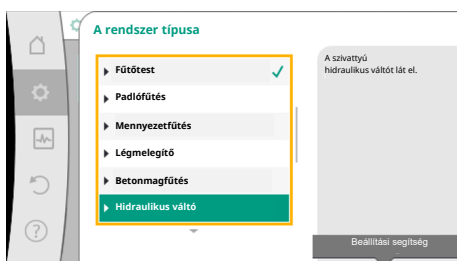 A rendszer típusa
Fűtőtest
Padlófűtés
Mennyezetfűtés
Légmelegítő
Betonmagfűtés
Hidraulikus váltó
A szivattyú
hidraulikus váltót lát el.
Beállítási segítség
?